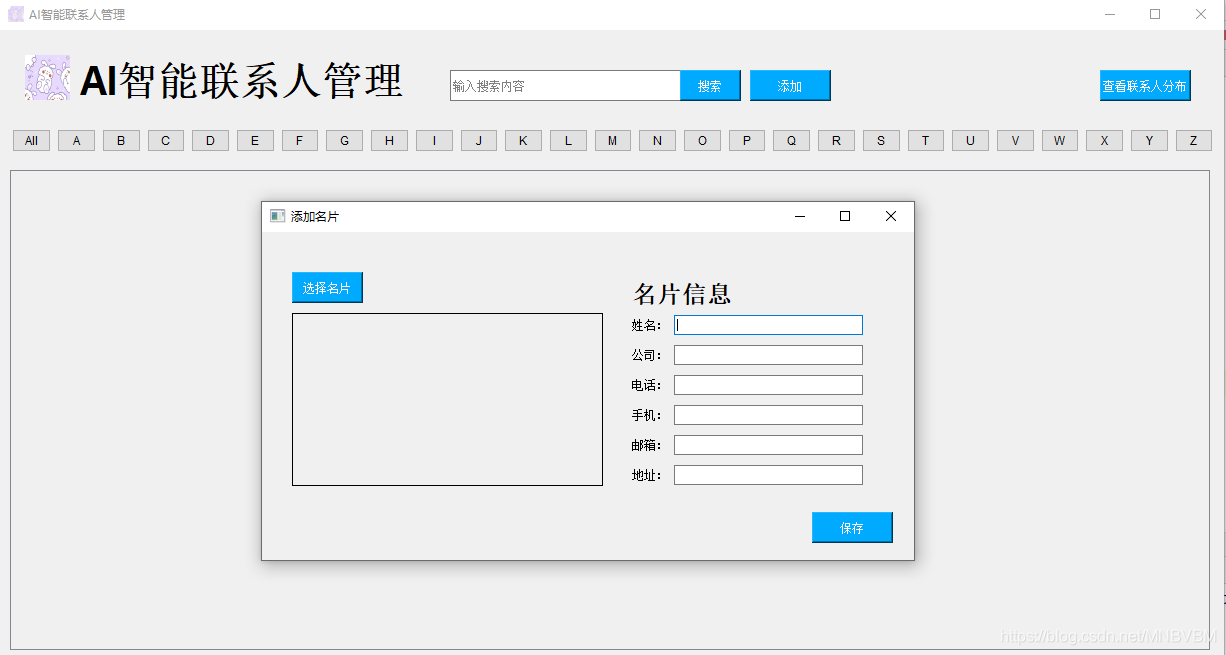 AI智能联系人管理
AI智能联系人管理
输入搜索内容 搜索 添加 查看联系人分布
All A B C D E F G H I J K L M N O P Q R S T U V W X Y Z
添加名片
选择名片
名片信息
姓名：
公司：
电话：
手机：
邮箱：
地址：
保存
https://blog.csdn.net/MNBVBM